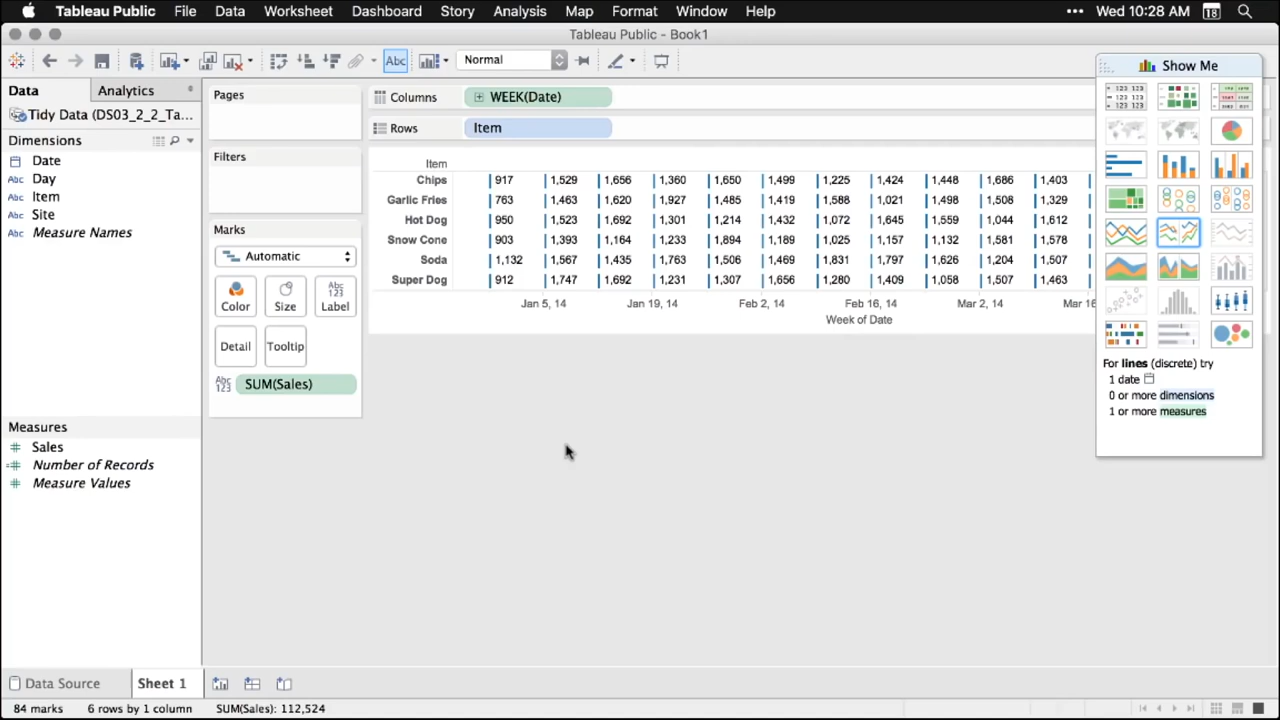 Tableau Public File Data Worksheet Dashboard Story Analysis Map Format Window Help ••• Wed 10:28 AM 18
Tableau Public - Book1
Abc Normal
Show Me
Data Analytics
Tidy Data (DS03_2_2_Ta...
Dimensions
Date
Abc Day
Abc Item
Abc Site
Abc Measure Names
Measures
Sales
Number of Records
Measure Values
Pages
Filters
Marks
Automatic
Color Size Abc 123 Label
Detail Tooltip
Abc 123 SUM(Sales)
Columns WEEK(Date)
Rows Item
Item
Chips 917 1,529 1,656 1,360 1,650 1,499 1,225 1,424 1,448 1,686 1,403
Garlic Fries 763 1,463 1,620 1,927 1,485 1,419 1,588 1,021 1,498 1,508 1,329
Hot Dog 950 1,523 1,692 1,301 1,214 1,432 1,072 1,645 1,559 1,044 1,612
Snow Cone 903 1,393 1,164 1,233 1,894 1,189 1,025 1,157 1,132 1,581 1,578
Soda 1,132 1,567 1,435 1,763 1,506 1,469 1,831 1,797 1,626 1,204 1,507
Super Dog 912 1,747 1,692 1,231 1,307 1,656 1,280 1,409 1,058 1,507 1,463
Jan 5, 14 Jan 19, 14 Feb 2, 14 Feb 16, 14 Mar 2, 14 Mar 16
Week of Date
For lines (discrete) try
1 date
0 or more dimensions
1 or more measures
Data Source Sheet 1
84 marks 6 rows by 1 column SUM(Sales): 112,524